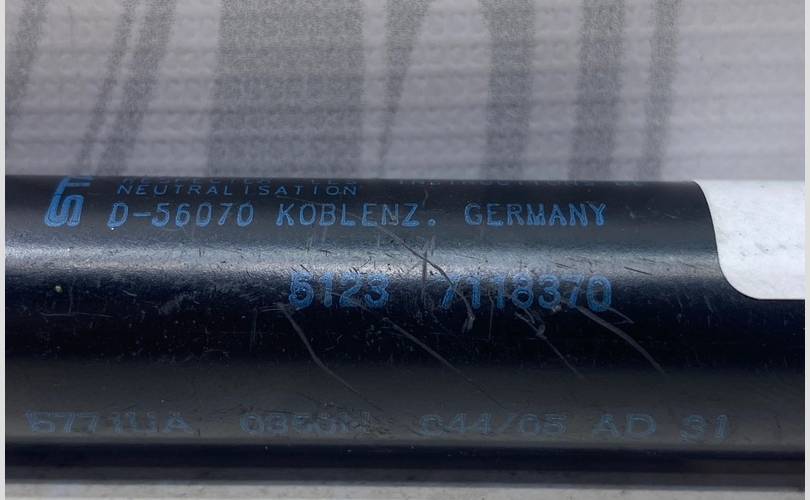 NEUTRALISATION
D-56070 KOBLENZ. GERMANY
5123 7118370
044/05 AD 31